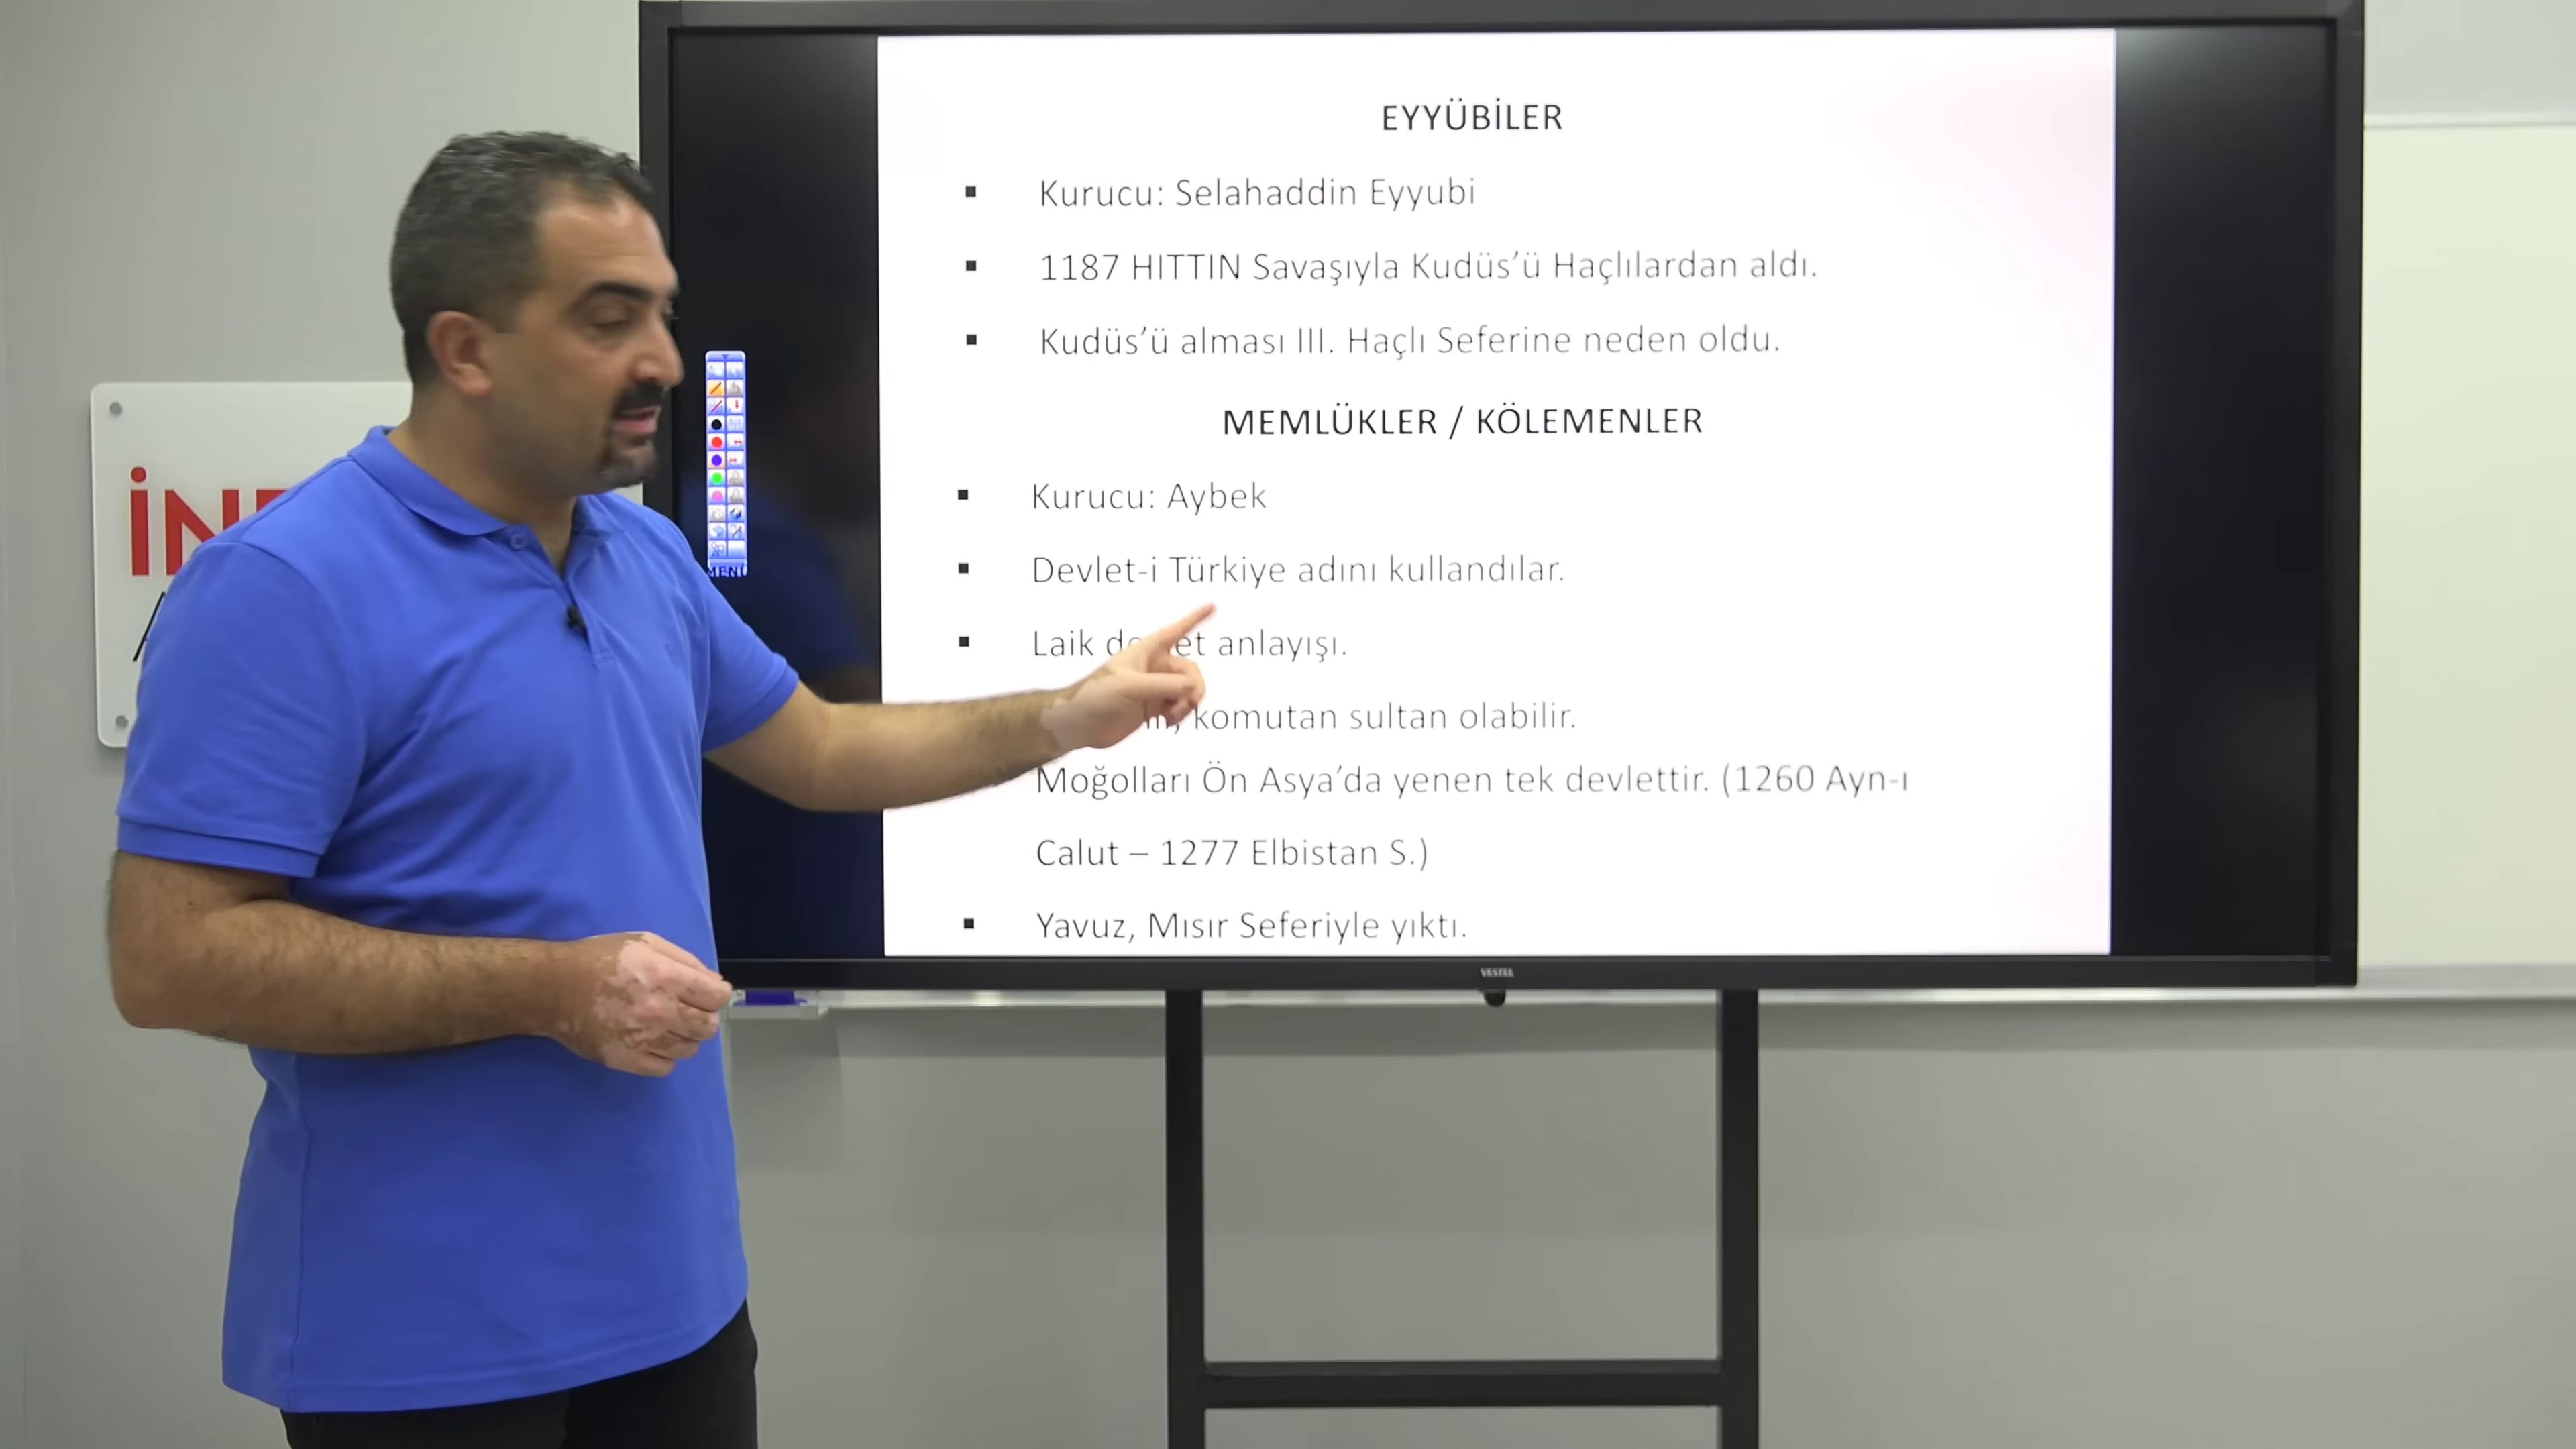 EYYÜBİLER
▪ Kurucu: Selahaddin Eyyubi
▪ 1187 HITTIN Savaşıyla Kudüs’ü Haçlılardan aldı.
▪ Kudüs’ü alması III. Haçlı Seferine neden oldu.
MEMLÜKLER / KÖLEMENLER
▪ Kurucu: Aybek
▪ Devlet-i Türkiye adını kullandılar.
▪ Laik anlayışı.
komutan sultan olabilir.
Moğolları Ön Asya’da yenen tek devlettir. (1260 Ayn-ı
Calut – 1277 Elbistan S.)
▪ Yavuz, Mısır Seferiyle yıktı.
MENU
VESTEL